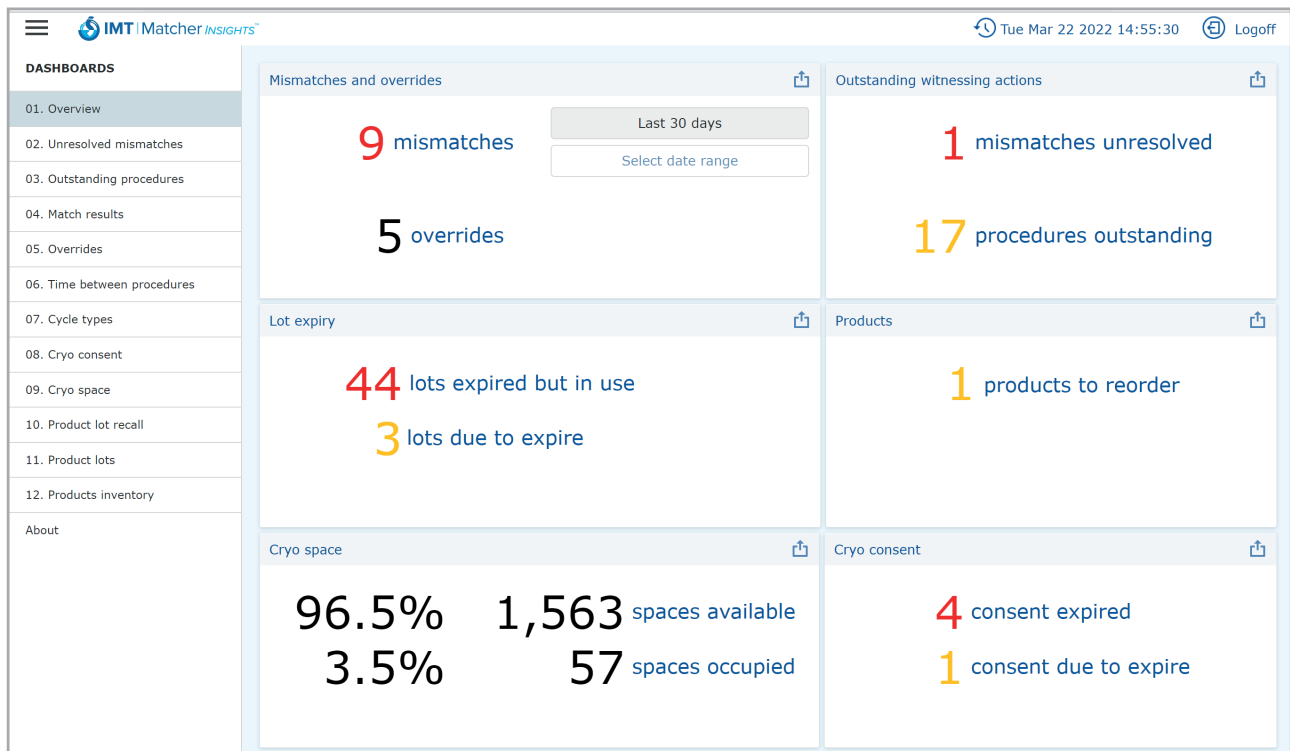 IMT | Matcher INSIGHTS™
Tue Mar 22 2022 14:55:30
Logoff
DASHBOARDS
01. Overview
02. Unresolved mismatches
03. Outstanding procedures
04. Match results
05. Overrides
06. Time between procedures
07. Cycle types
08. Cryo consent
09. Cryo space
10. Product lot recall
11. Product lots
12. Products inventory
About
Mismatches and overrides
9 mismatches
Last 30 days
Select date range
5 overrides
Outstanding witnessing actions
1 mismatches unresolved
17 procedures outstanding
Lot expiry
44 lots expired but in use
3 lots due to expire
Products
1 products to reorder
Cryo space
96.5% 1,563 spaces available
3.5% 57 spaces occupied
Cryo consent
4 consent expired
1 consent due to expire